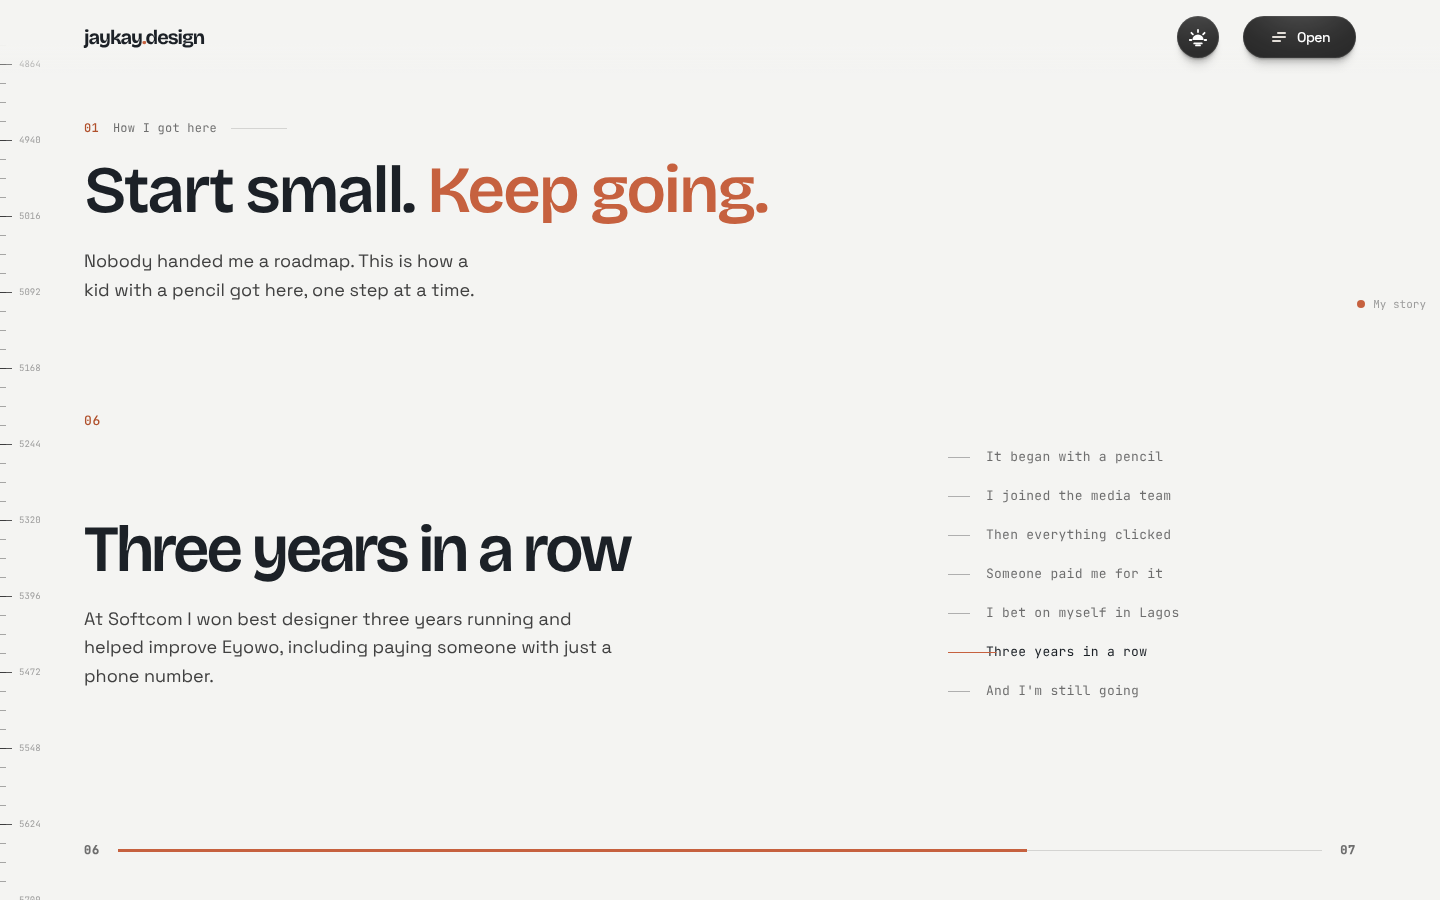 jaykay.design
Open
4864
01 How I got here
4940
Start small. Keep going.
5016
Nobody handed me a roadmap. This is how a
kid with a pencil got here, one step at a time.
5092
My story
5168
06
5244
It began with a pencil
I joined the media team
5320
Then everything clicked
Three years in a row
Someone paid me for it
5396
I bet on myself in Lagos
At Softcom I won best designer three years running and
helped improve Eyowo, including paying someone with just a
phone number.
Three years in a row
5472
And I'm still going
5548
5624
06
07